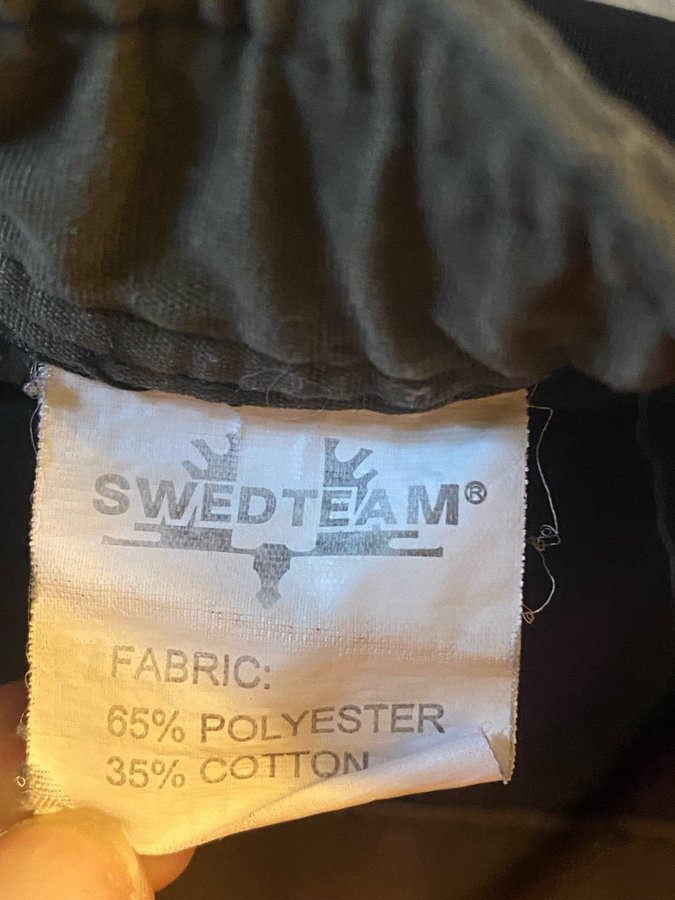 SWEDTEAM®
FABRIC:
65% POLYESTER
35% COTTON